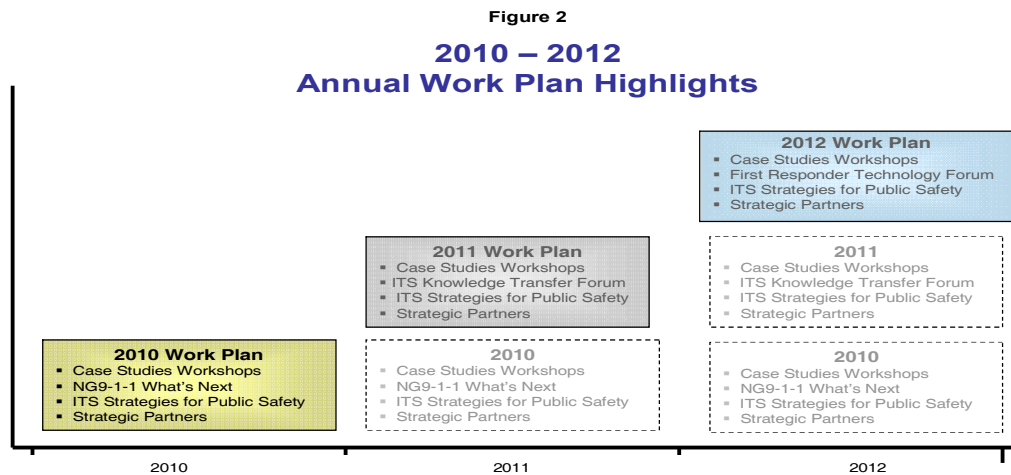 Figure 2
2010 – 2012
Annual Work Plan Highlights
2012 Work Plan
▪ Case Studies Workshops
▪ First Responder Technology Forum
▪ ITS Strategies for Public Safety
▪ Strategic Partners
2011 Work Plan
▪ Case Studies Workshops
▪ ITS Knowledge Transfer Forum
▪ ITS Strategies for Public Safety
▪ Strategic Partners
2011
▪ Case Studies Workshops
▪ ITS Knowledge Transfer Forum
▪ ITS Strategies for Public Safety
▪ Strategic Partners
2010 Work Plan
▪ Case Studies Workshops
▪ NG9-1-1 What's Next
▪ ITS Strategies for Public Safety
▪ Strategic Partners
2010
▪ Case Studies Workshops
▪ NG9-1-1 What's Next
▪ ITS Strategies for Public Safety
▪ Strategic Partners
2010
▪ Case Studies Workshops
▪ NG9-1-1 What's Next
▪ ITS Strategies for Public Safety
▪ Strategic Partners
2010
2011
2012